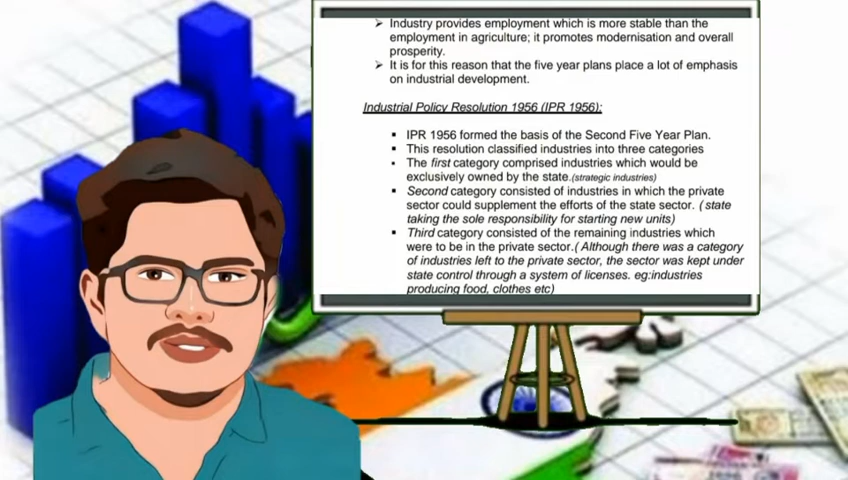 ➢ Industry provides employment which is more stable than the
employment in agriculture; it promotes modernisation and overall
prosperity.
➢ It is for this reason that the five year plans place a lot of emphasis
on industrial development.
Industrial Policy Resolution 1956 (IPR 1956):
▪ IPR 1956 formed the basis of the Second Five Year Plan.
▪ This resolution classified industries into three categories
▪ The first category comprised industries which would be
exclusively owned by the state.(strategic industries)
▪ Second category consisted of industries in which the private
sector could supplement the efforts of the state sector. ( state
taking the sole responsibility for starting new units)
▪ Third category consisted of the remaining industries which
were to be in the private sector.( Although there was a category
of industries left to the private sector, the sector was kept under
state control through a system of licenses. eg:industries
producing food, clothes etc)